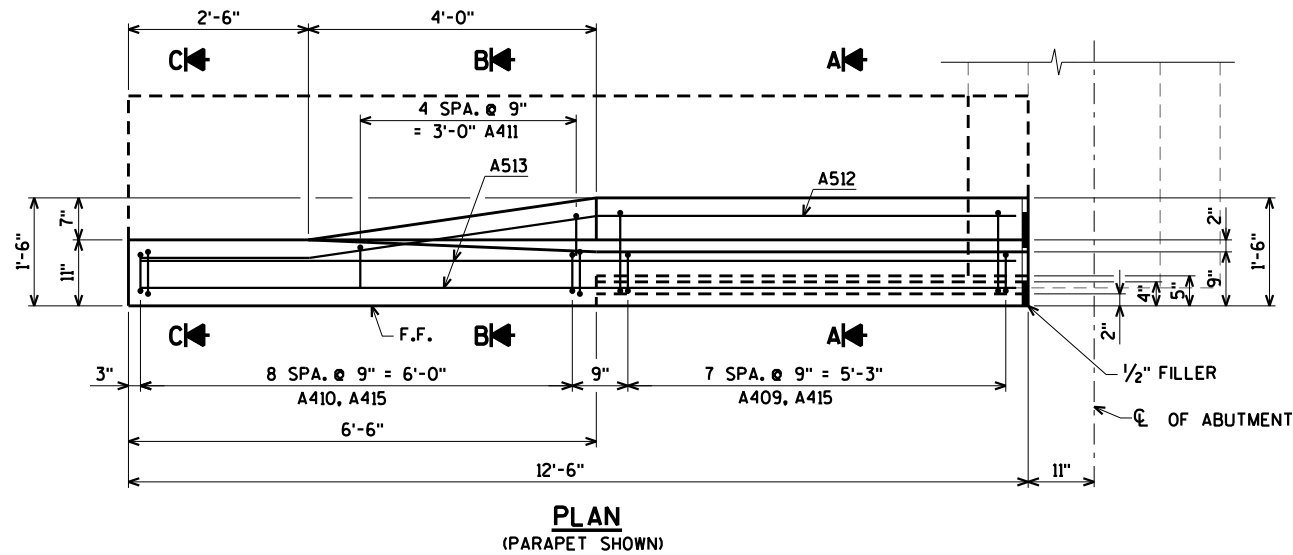 2'-6"
4'-0"
C
B
A
4 SPA. @ 9"
= 3'-0" A411
A513
A512
1'-6"
7"
11"
2"
9"
1'-6"
4"
5"
2"
F.F.
C
B
A
3"
8 SPA. @ 9" = 6'-0"
A410, A415
9"
7 SPA. @ 9" = 5'-3"
A409, A415
1/2" FILLER
℄ OF ABUTMENT
6'-6"
12'-6"
11"
PLAN
(PARAPET SHOWN)